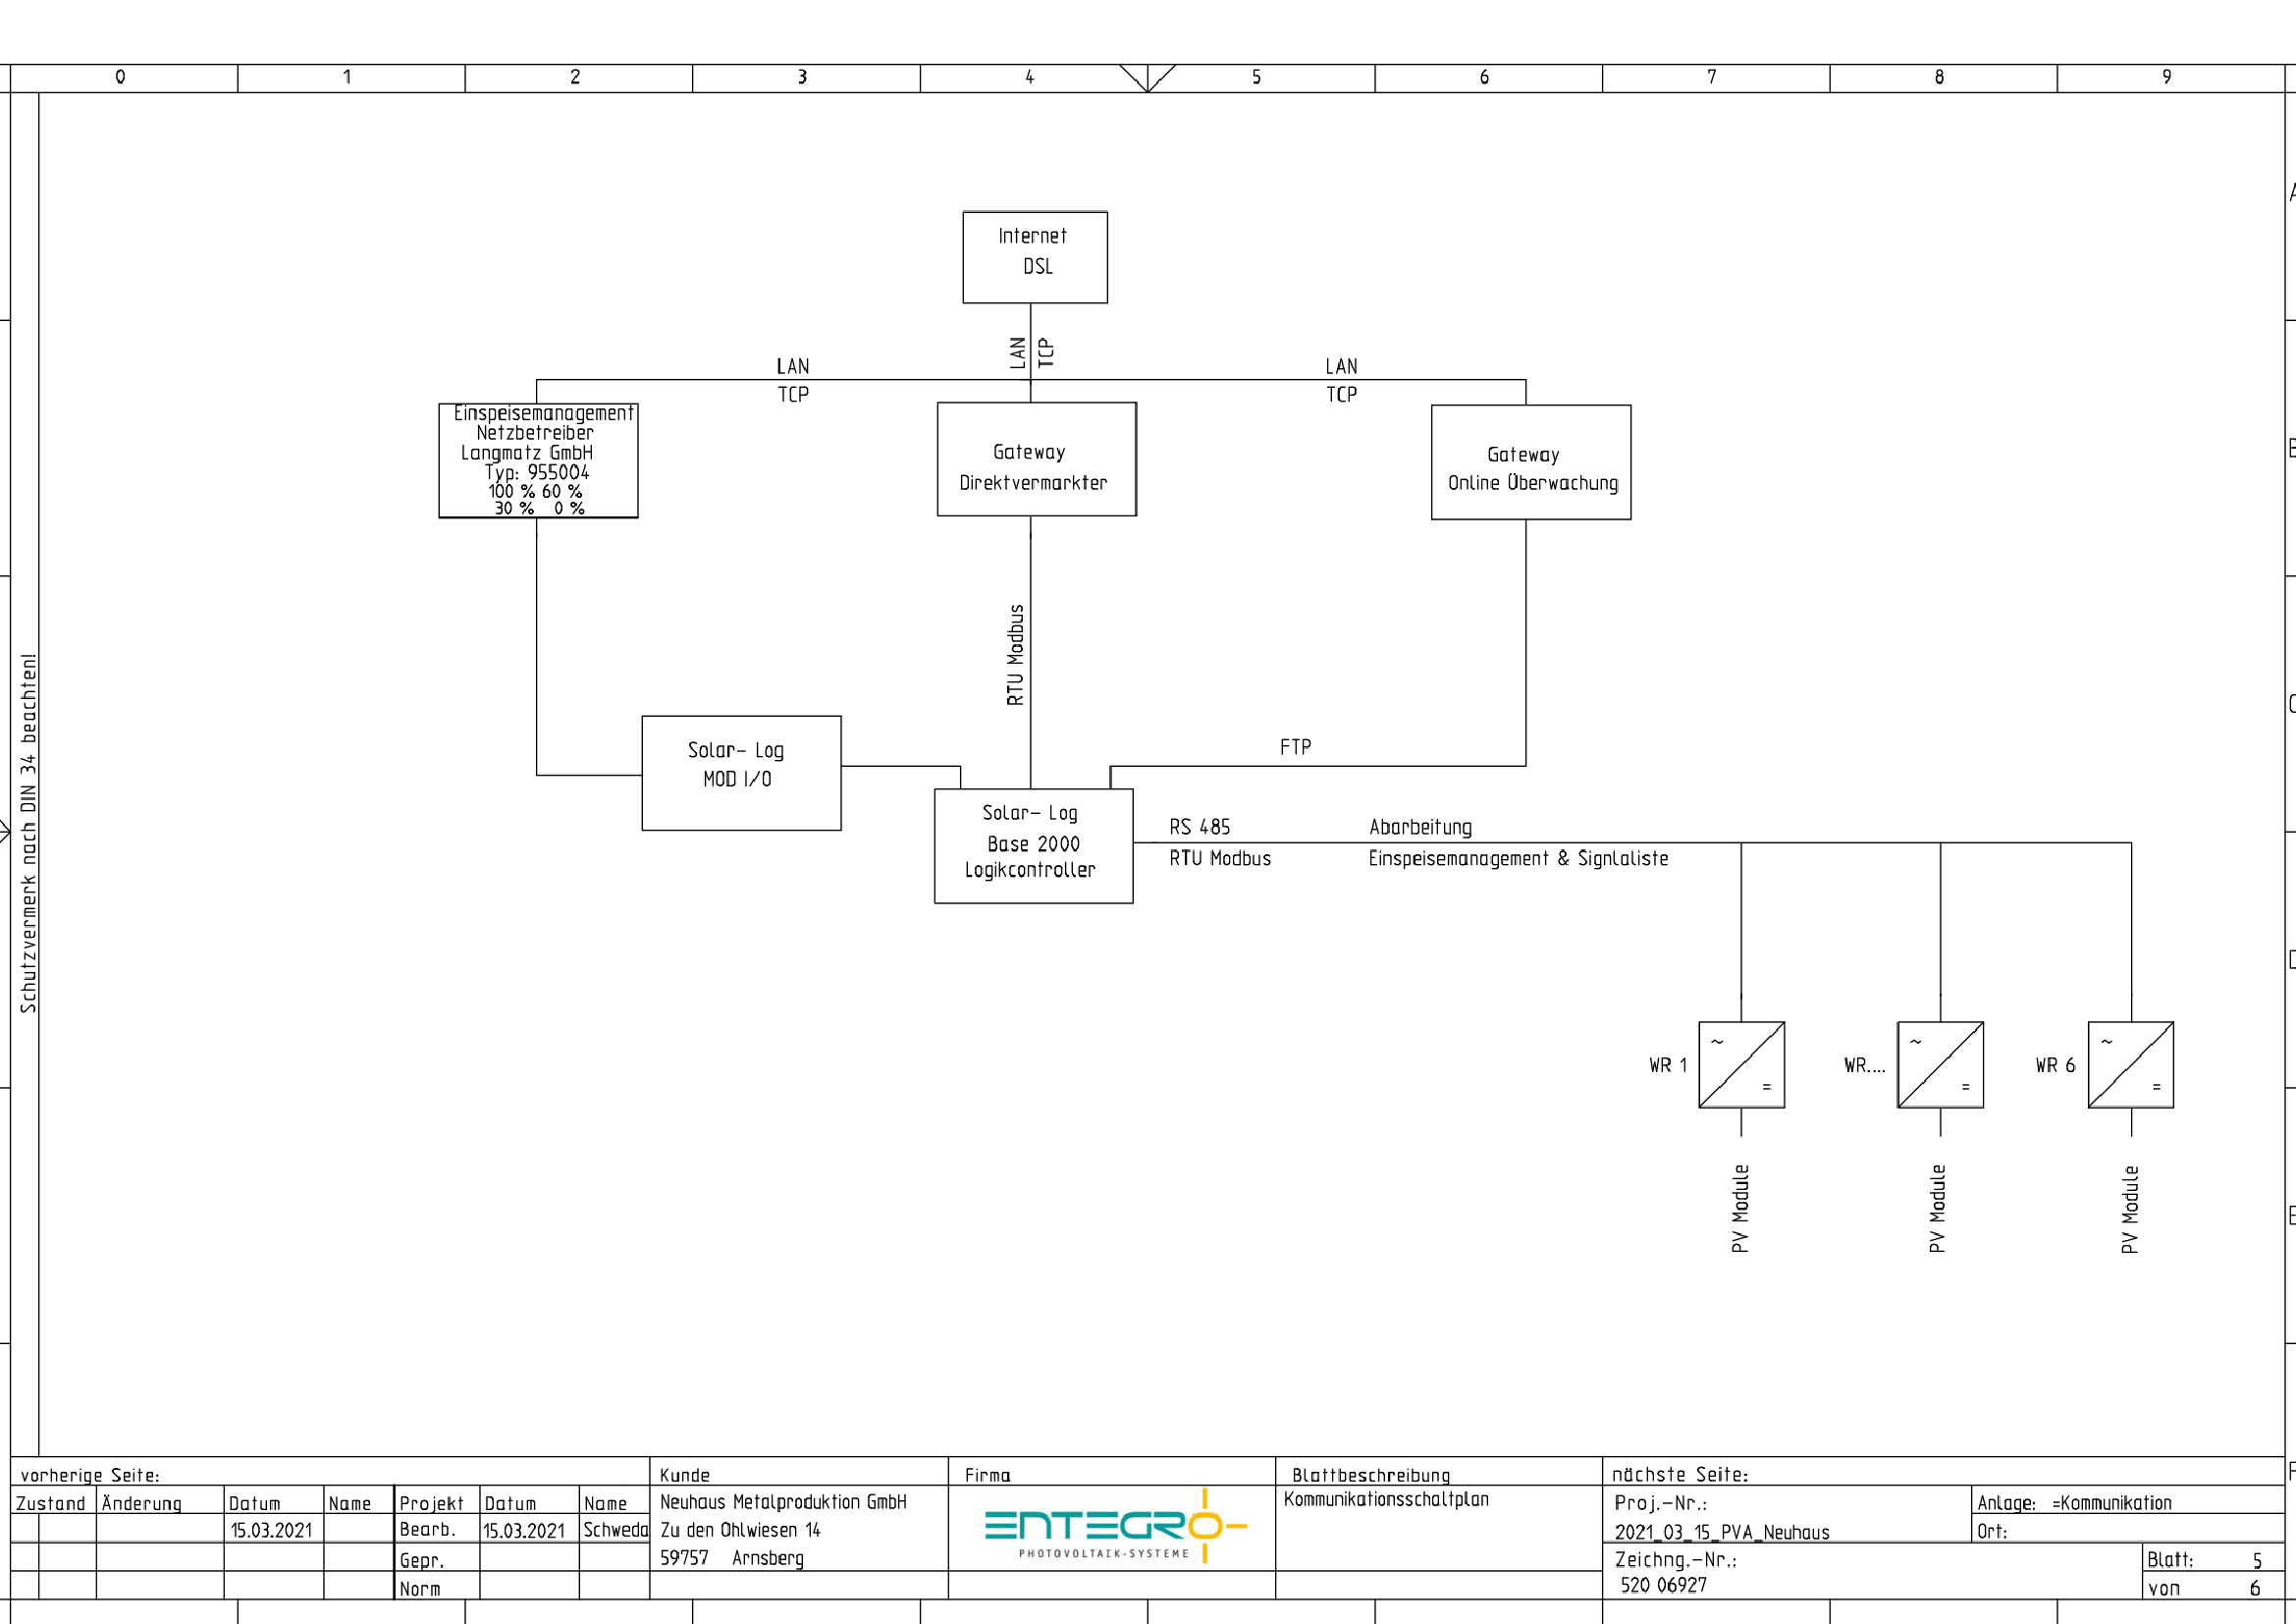 0 1 2 3 4 5 6 7 8 9
Internet
DSL
LAN
TCP
LAN
TCP
LAN
TCP
Einspeisemanagement
Netzbetreiber
Langmatz GmbH
Typ: 955004
100 % 60 %
30 % 0 %
Gateway
Direktvermarkter
Gateway
Online Überwachung
RTU Modbus
FTP
Solar- Log
MOD I/O
Solar- Log
Base 2000
Logikcontroller
RS 485
RTU Modbus
Abarbeitung
Einspeisemanagement & Signlaliste
WR 1
~
=
WR....
~
=
WR 6
~
=
PV Module
PV Module
PV Module
Schutzvermerk nach DIN 34 beachten!
vorherige Seite:
Zustand Änderung Datum Name Projekt Datum Name
15.03.2021 Bearb. 15.03.2021 Schweda
Gepr.
Norm
Kunde
Neuhaus Metalproduktion GmbH
Zu den Ohlwiesen 14
59757 Arnsberg
Firma
ENTEGRO
PHOTOVOLTAIK-SYSTEME
Blattbeschreibung
Kommunikationsschaltplan
nächste Seite:
Proj.-Nr.:
2021_03_15_PVA_Neuhaus
Anlage: =Kommunikation
Ort:
Zeichng.-Nr.:
520 06927
Blatt: 5
von 6